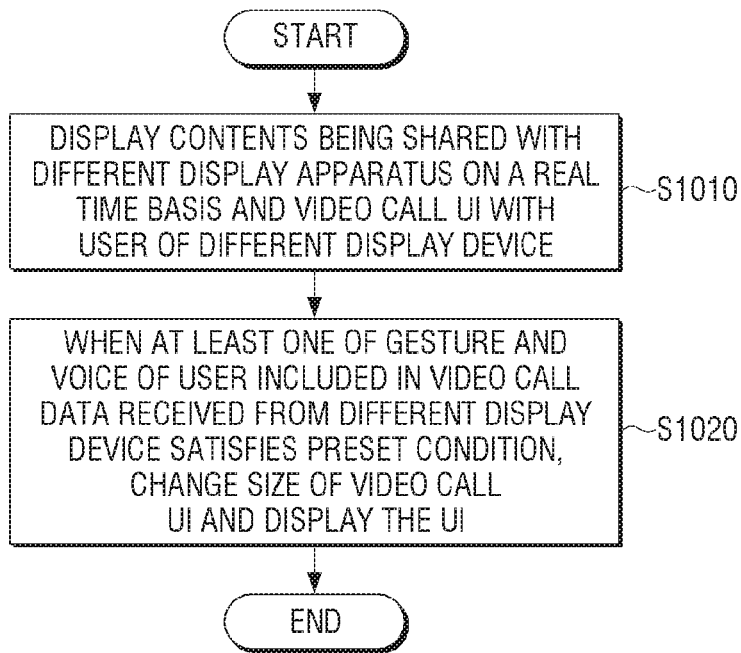 START
DISPLAY CONTENTS BEING SHARED WITH
DIFFERENT DISPLAY APPARATUS ON A REAL
TIME BASIS AND VIDEO CALL UI WITH
USER OF DIFFERENT DISPLAY DEVICE
S1010
WHEN AT LEAST ONE OF GESTURE AND
VOICE OF USER INCLUDED IN VIDEO CALL
DATA RECEIVED FROM DIFFERENT DISPLAY
DEVICE SATISFIES PRESET CONDITION,
CHANGE SIZE OF VIDEO CALL
UI AND DISPLAY THE UI
S1020
END